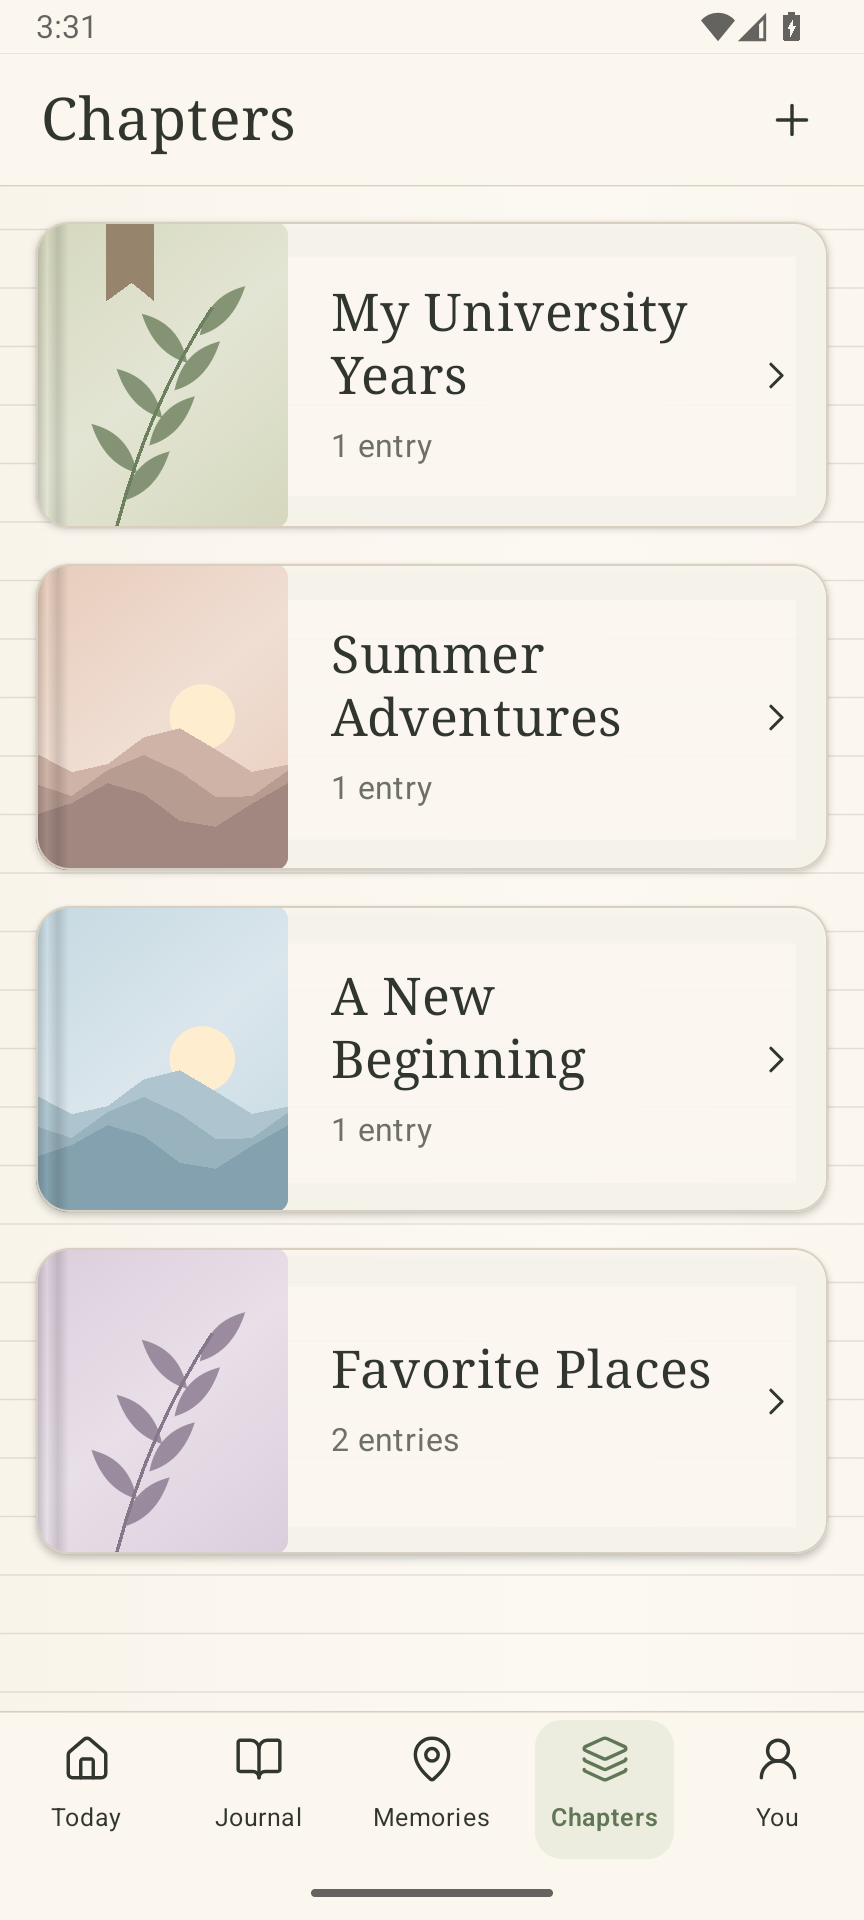 3:31
Chapters
My University
Years
1 entry
Summer
Adventures
1 entry
A New
Beginning
1 entry
Favorite Places
2 entries
Today
Journal
Memories
Chapters
You